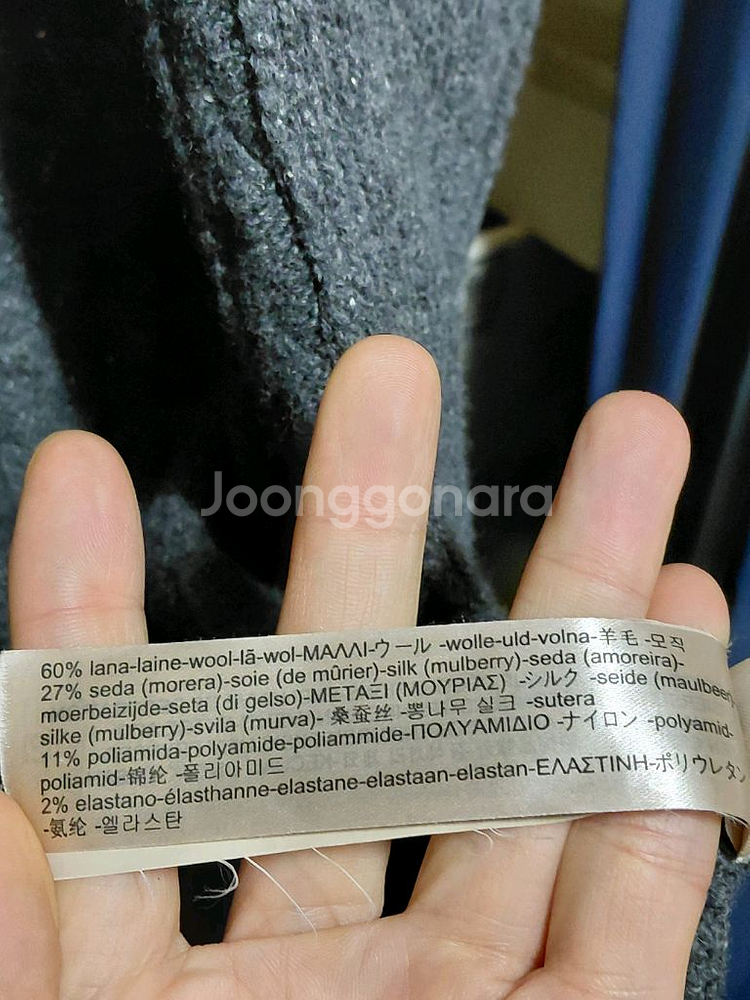 Joonggonara
60% lana-laine-wool-lã-wol-ΜΑΛΛΙ-ウール -wolle-uld-volna-羊毛 -모직
27% seda (morera)-soie (de mûrier)-silk (mulberry)-seda (amoreira)-
moerbeizijde-seta (di gelso)-ΜΕΤΑΞΙ (ΜΟΥΡΙΑΣ) -シルク -seide (maulbeer)
silke (mulberry)-svila (murva)- 桑蚕丝 -뽕나무 실크 -sutera
11% poliamida-polyamide-poliammide-ΠΟΛΥΑΜΙΔΙΟ -ナイロン -polyamid-
poliamid-锦纶 -폴리아미드
2% elastano-élasthanne-elastane-elastaan-elastan-ΕΛΑΣΤΙΝΗ-ポリウレタン
-氨纶 -엘라스탄